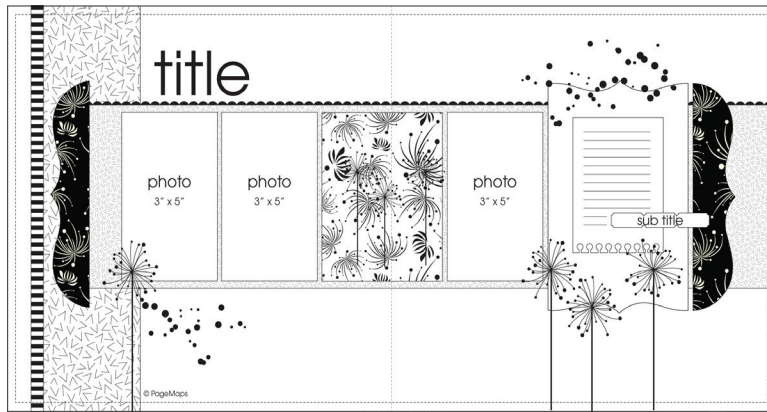 title
photo
3" x 5"
photo
3" x 5"
photo
3" x 5"
sub title
© PageMaps